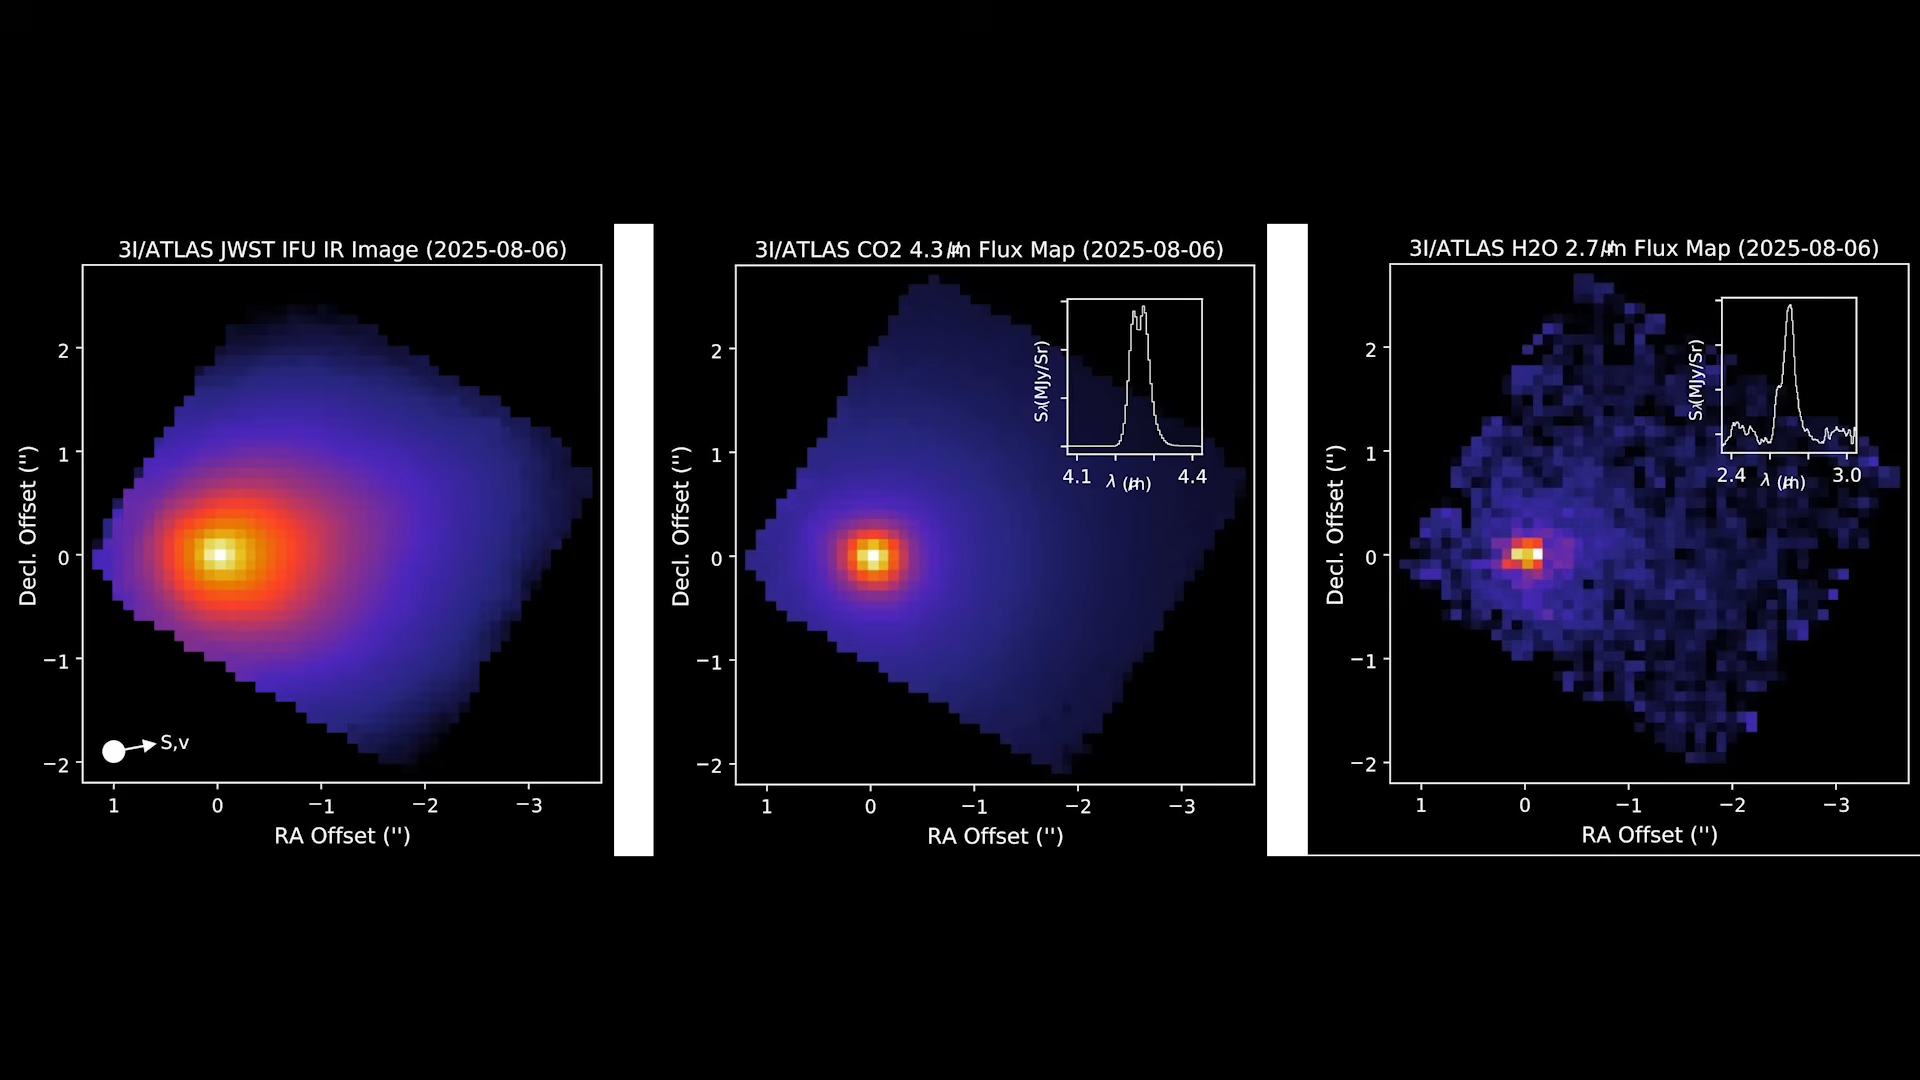 3I/ATLAS JWST IFU IR Image (2025-08-06)
Decl. Offset ('')
2
1
0
−1
−2
S,v
1 0 −1 −2 −3
RA Offset ('')
3I/ATLAS CO2 4.3μm Flux Map (2025-08-06)
Decl. Offset ('')
2
1
0
−1
−2
Sλ(MJy/Sr)
4.1 4.4
λ (μm)
1 0 −1 −2 −3
RA Offset ('')
3I/ATLAS H2O 2.7μm Flux Map (2025-08-06)
Decl. Offset ('')
2
1
0
−1
−2
Sλ(MJy/Sr)
2.4 3.0
λ (μm)
1 0 −1 −2 −3
RA Offset ('')